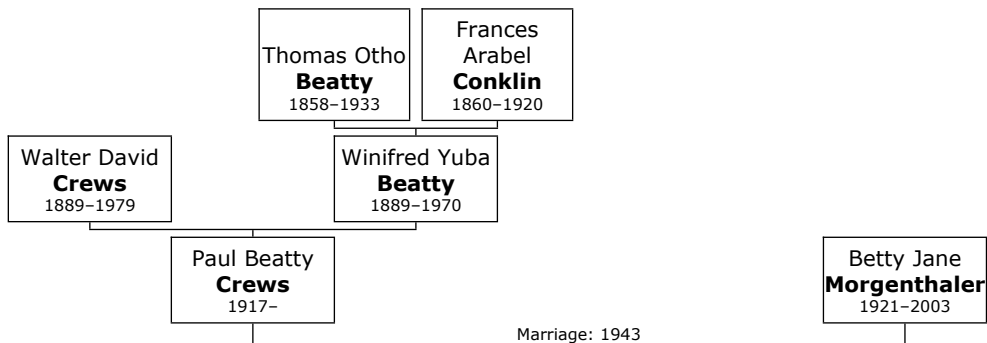 Thomas Otho
Beatty
1858–1933
Frances
Arabel
Conklin
1860–1920
Walter David
Crews
1889–1979
Winifred Yuba
Beatty
1889–1970
Paul Beatty
Crews
1917–
Betty Jane
Morgenthaler
1921–2003
Marriage: 1943